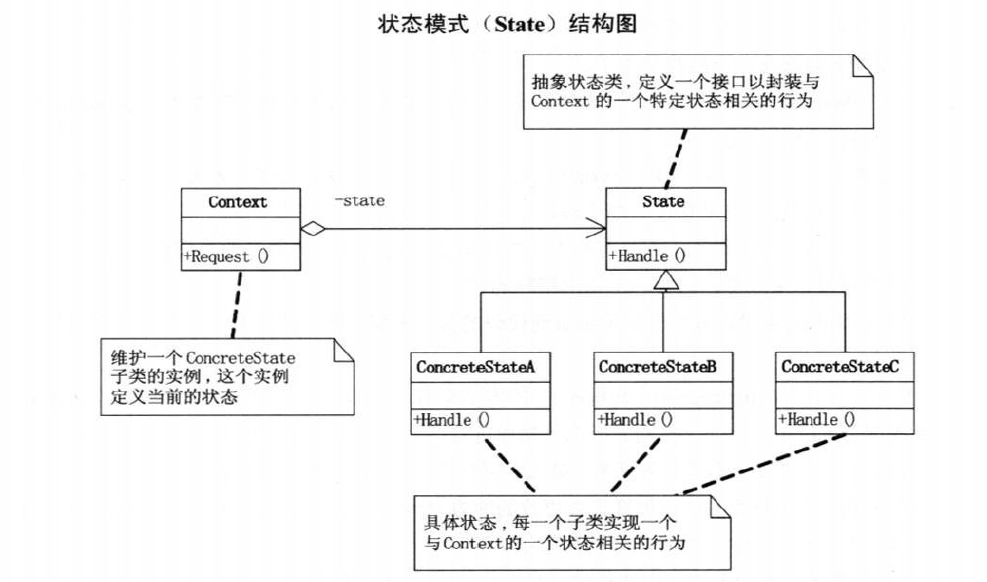 状态模式（State）结构图
抽象状态类，定义一个接口以封装与
Context 的一个特定状态相关的行为
Context
-state
State
+Request ()
+Handle ()
维护一个 ConcreteState
子类的实例，这个实例
定义当前的状态
ConcreteStateA
ConcreteStateB
ConcreteStateC
+Handle ()
+Handle ()
+Handle ()
具体状态，每一个子类实现一个
与Context的一个状态相关的行为